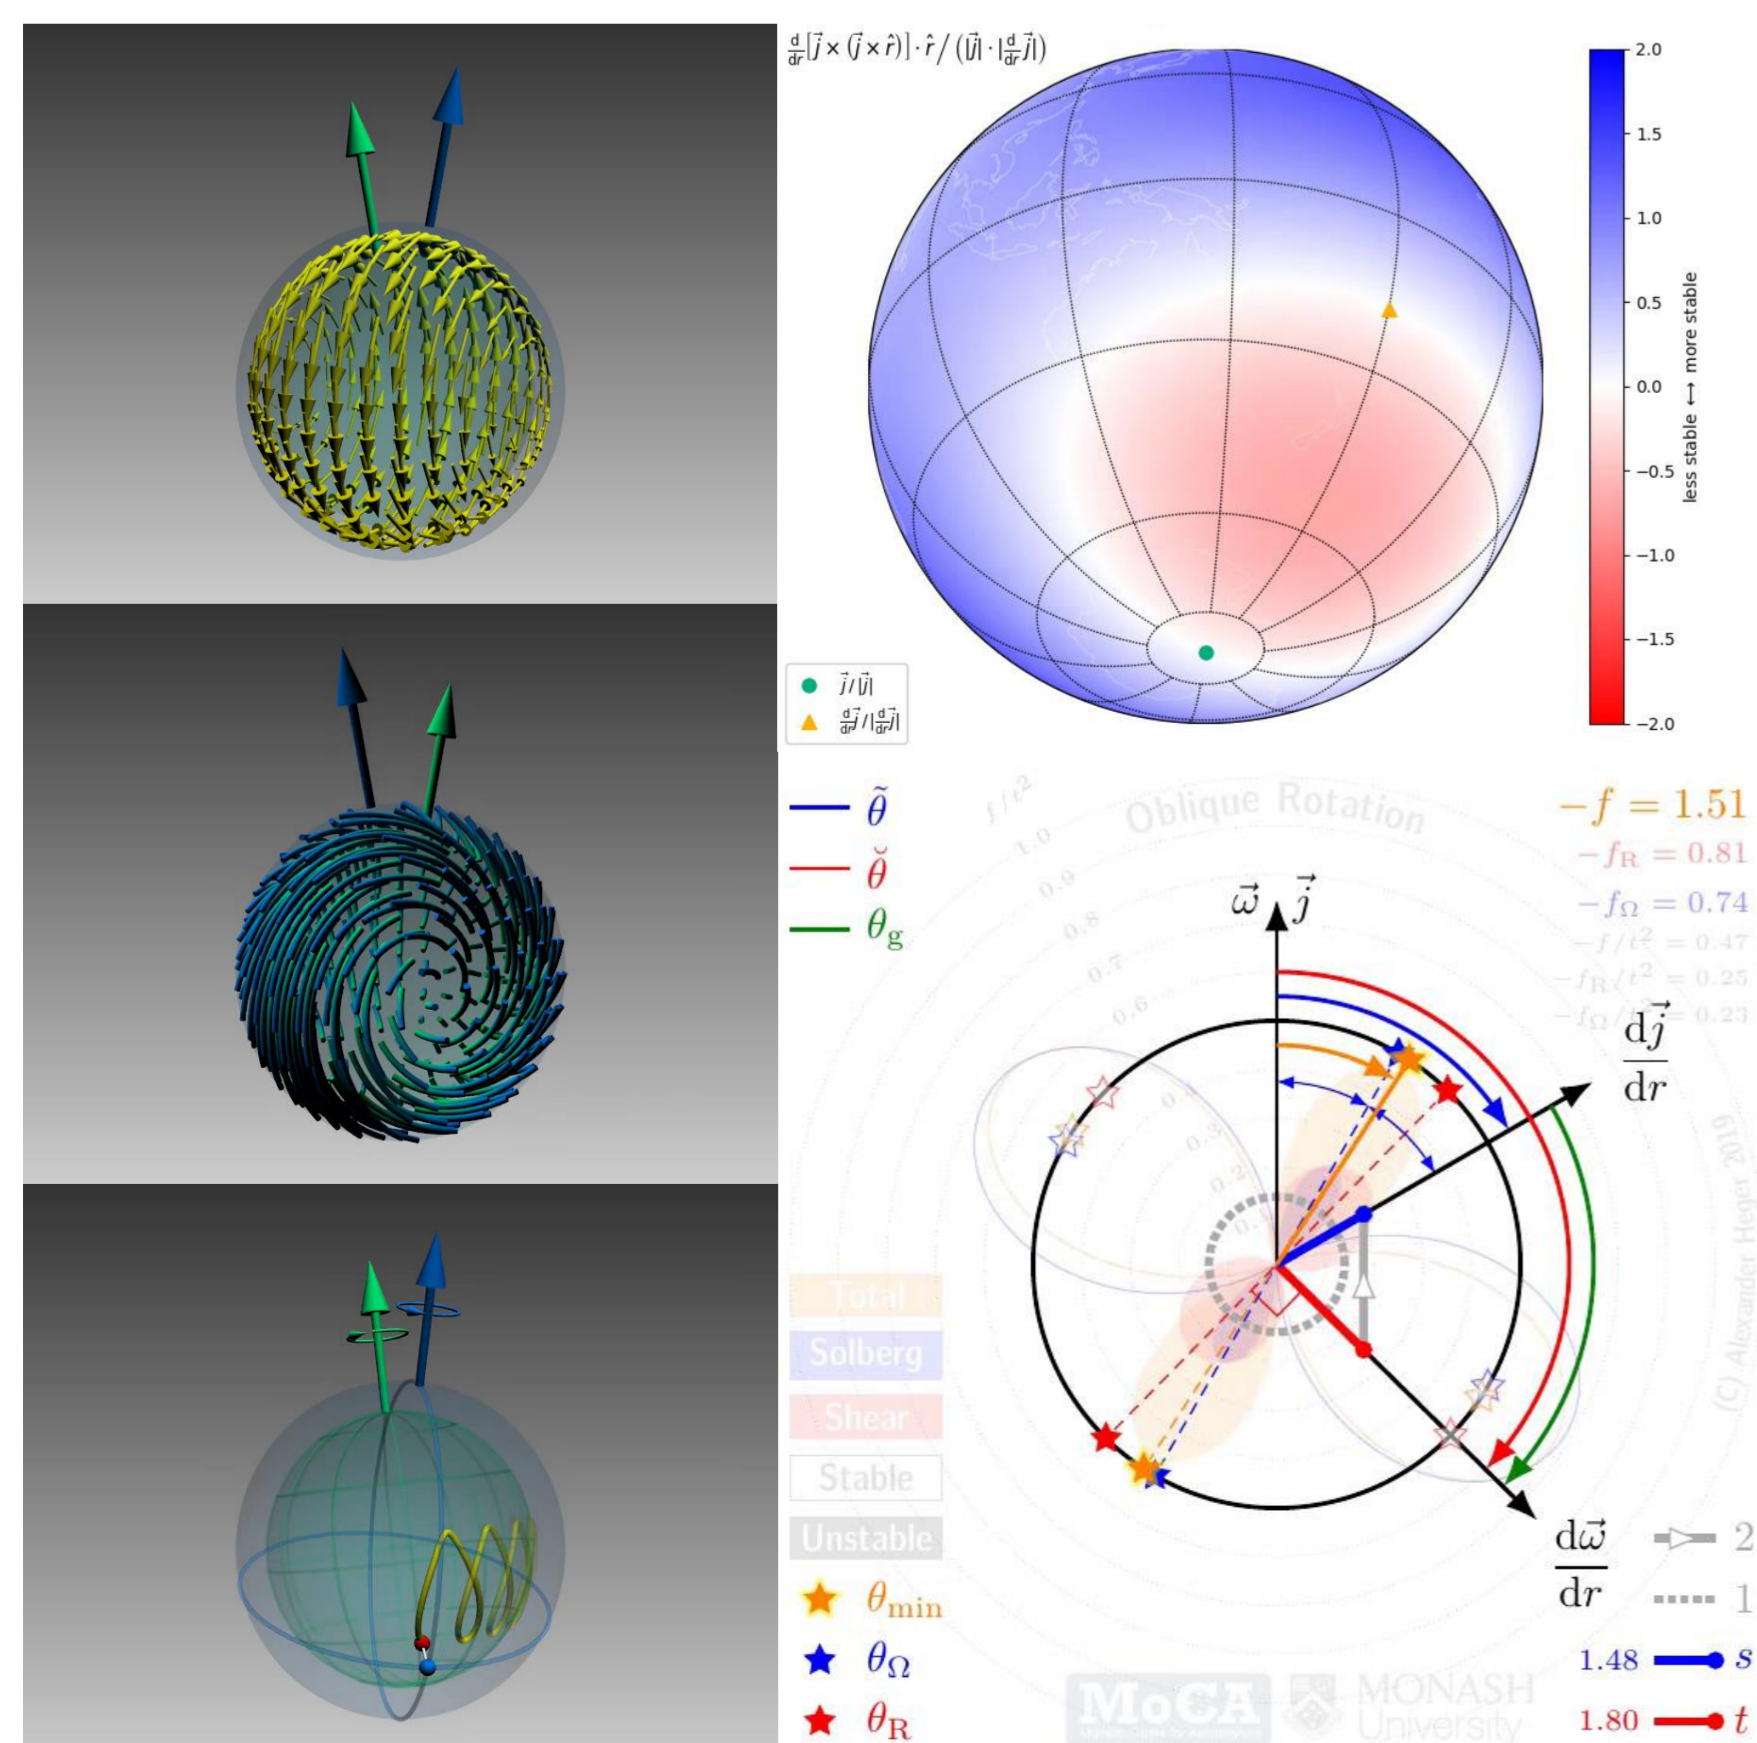 d/dr[j⃗ × (j⃗ × r̂)] · r̂ / (|j⃗| · |d/dr j⃗|)
2.0
1.5
1.0
0.5
0.0
−0.5
−1.0
−1.5
−2.0
less stable ⟷ more stable
j⃗ / |j⃗|
d/dr j⃗ / |d/dr j⃗|
θ̃
θ̆
θg
f/t²
1.0
0.9
0.8
0.7
0.6
0.3
0.2
Oblique Rotation
−f = 1.51
−fR = 0.81
−fΩ = 0.74
−f/t² = 0.47
−fR/t² = 0.25
−fΩ/t² = 0.23
ω⃗ j⃗
dj⃗
dr
dω⃗
dr
(C) Alexander Heger 2019
Total
Solberg
Shear
Stable
Unstable
θmin
θΩ
θR
2
1
1.48 s
1.80 t
MoCA
MONASH
University